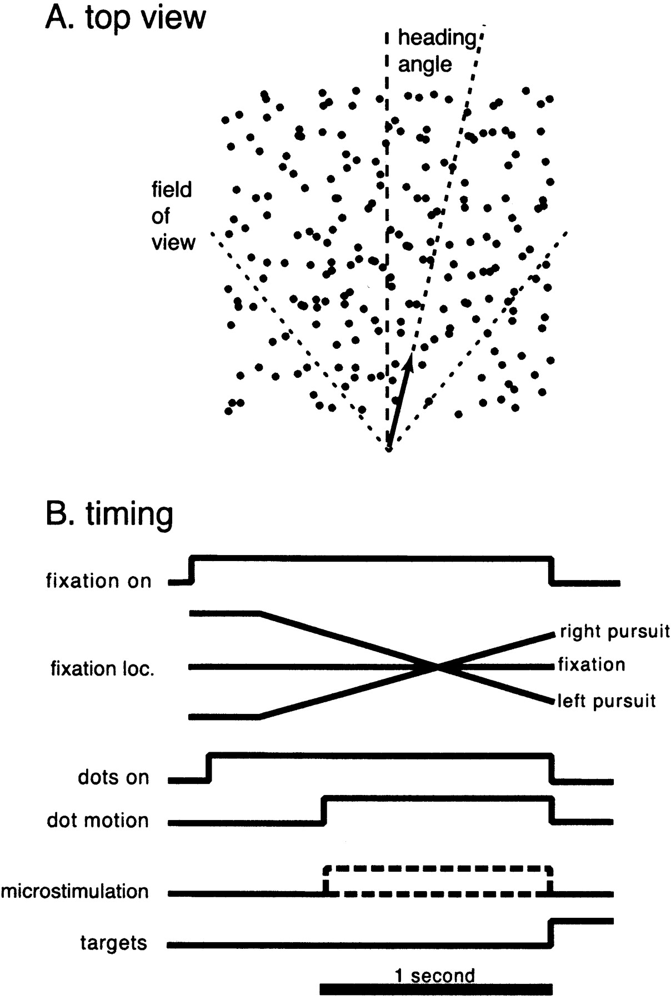 A. top view
heading
angle
field
of
view
B. timing
fixation on
right pursuit
fixation loc.
fixation
left pursuit
dots on
dot motion
microstimulation
targets
1 second